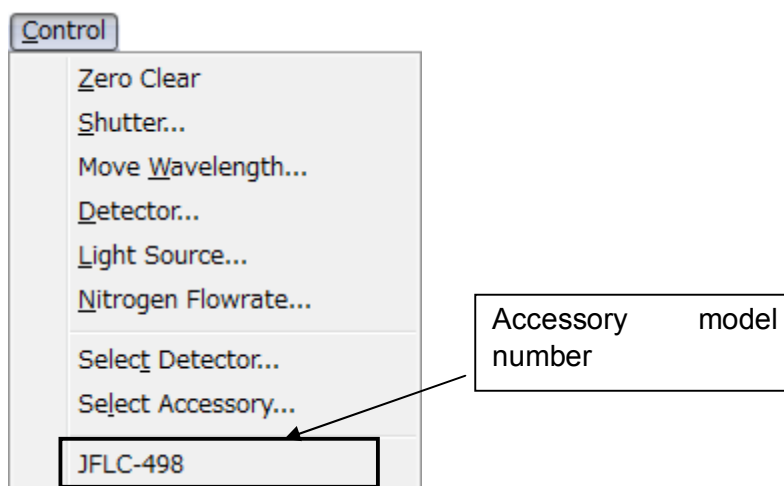 Control
Zero Clear
Shutter...
Move Wavelength...
Detector...
Light Source...
Nitrogen Flowrate...
Select Detector...
Select Accessory...
JFLC-498
Accessory model
number